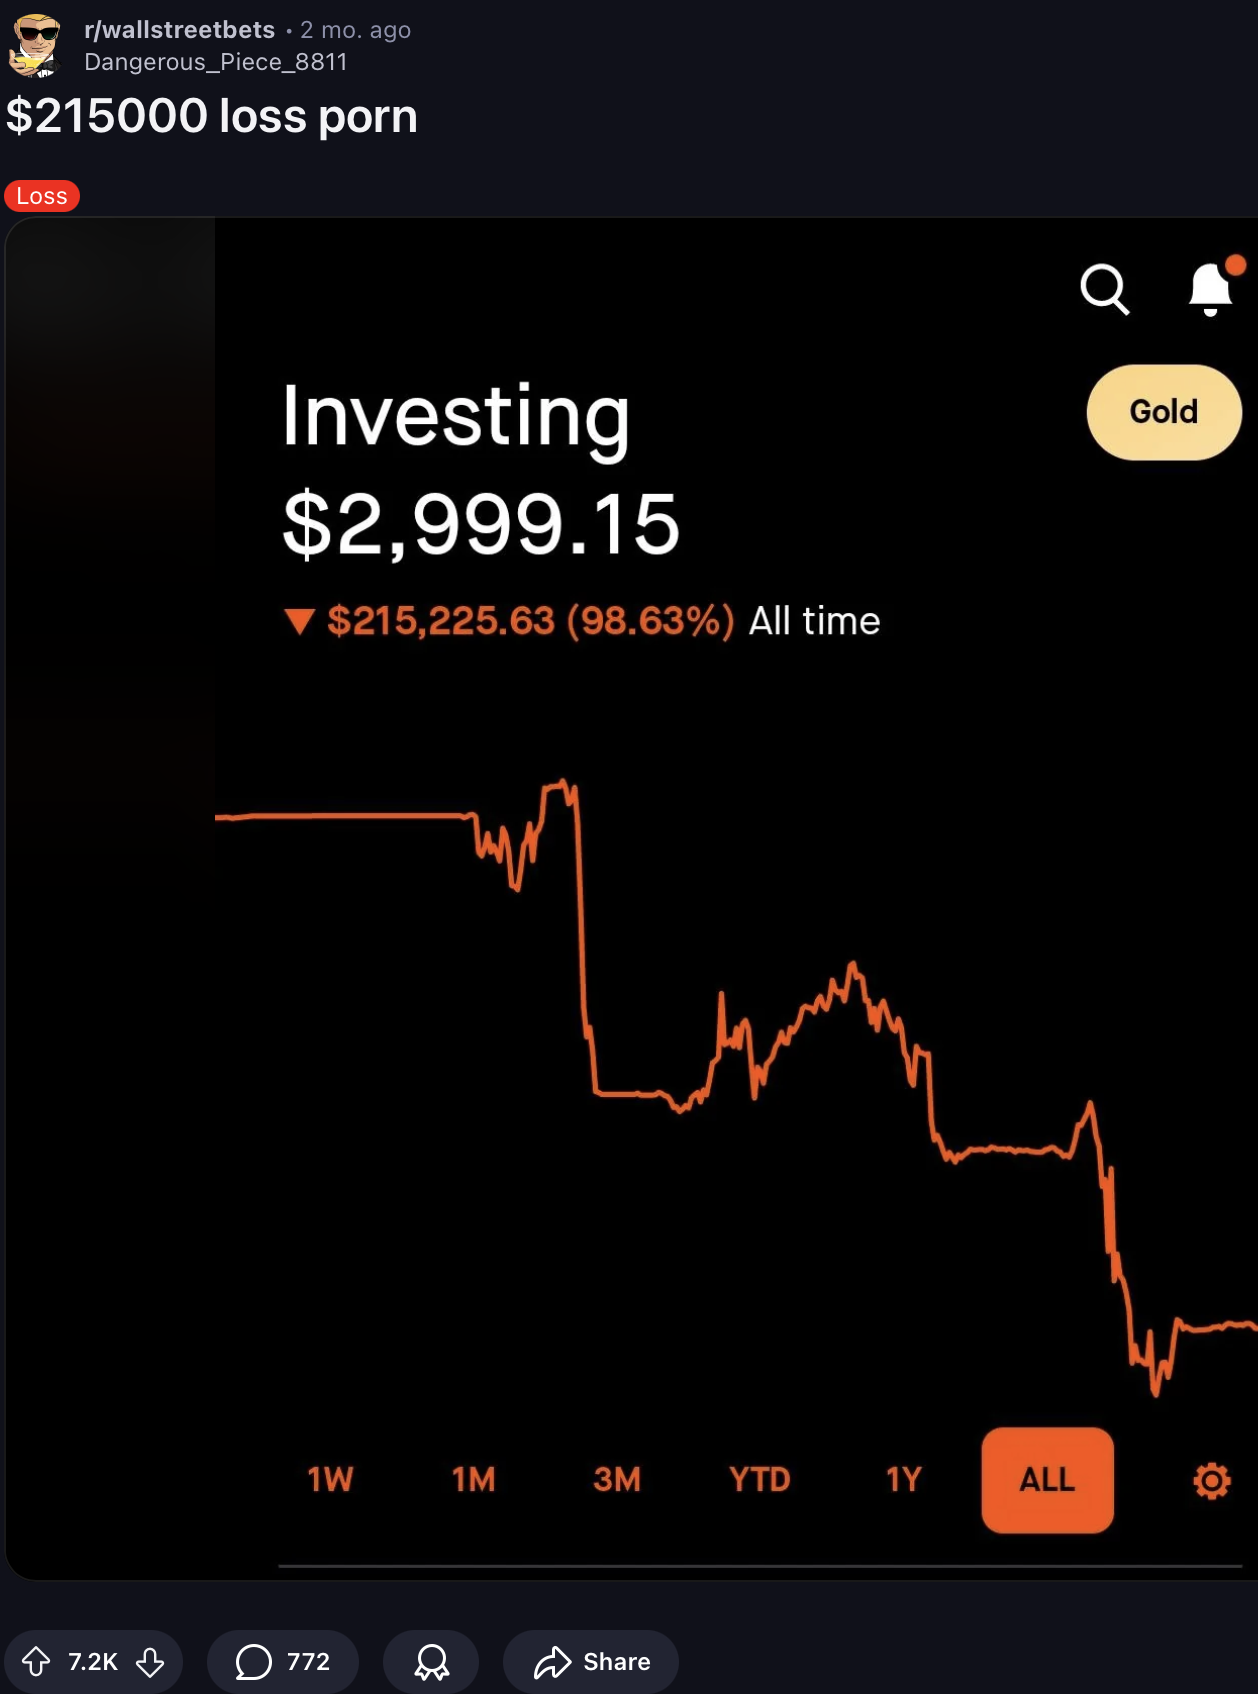 r/wallstreetbets • 2 mo. ago
Dangerous_Piece_8811
$215000 loss porn
Loss
Investing
Gold
$2,999.15
▼ $215,225.63 (98.63%) All time
1W 1M 3M YTD 1Y ALL
7.2K 772 Share